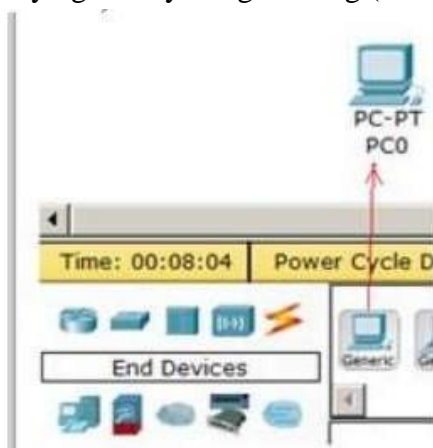 PC-PT
PC0
Time: 00:08:04
Power Cycle D
End Devices
Generic